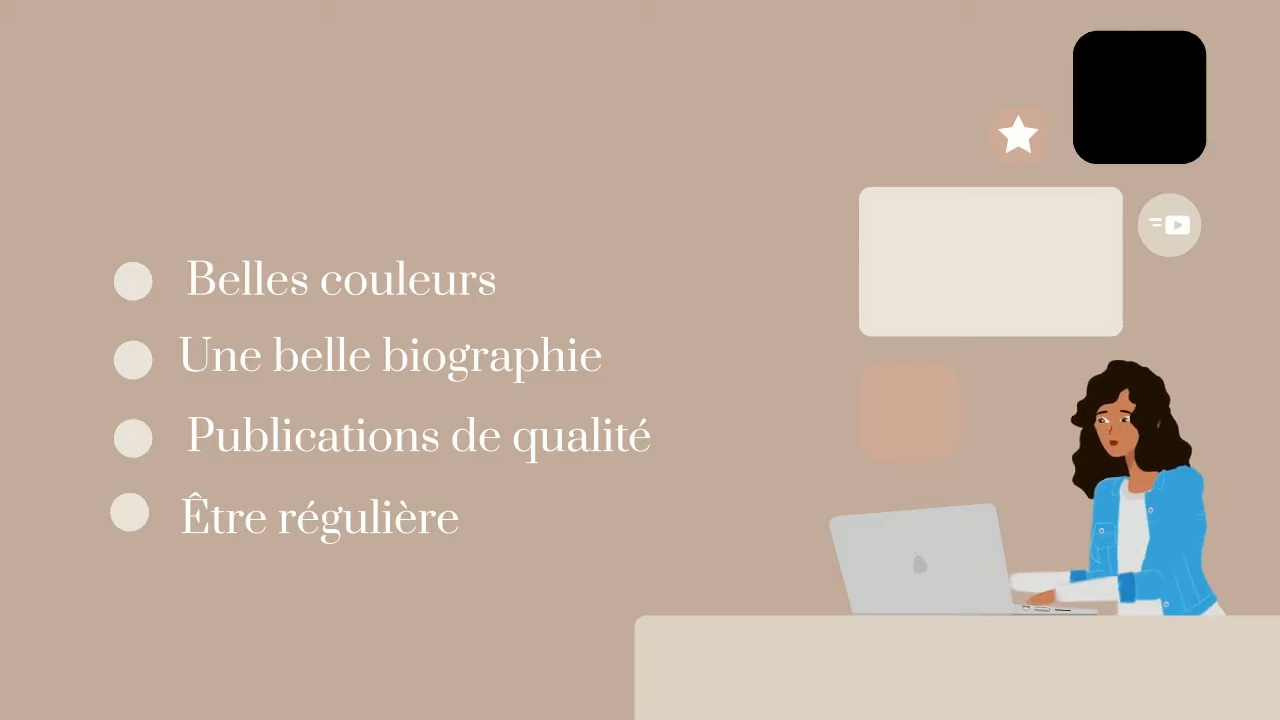 Belles couleurs
Une belle biographie
Publications de qualité
Être régulière